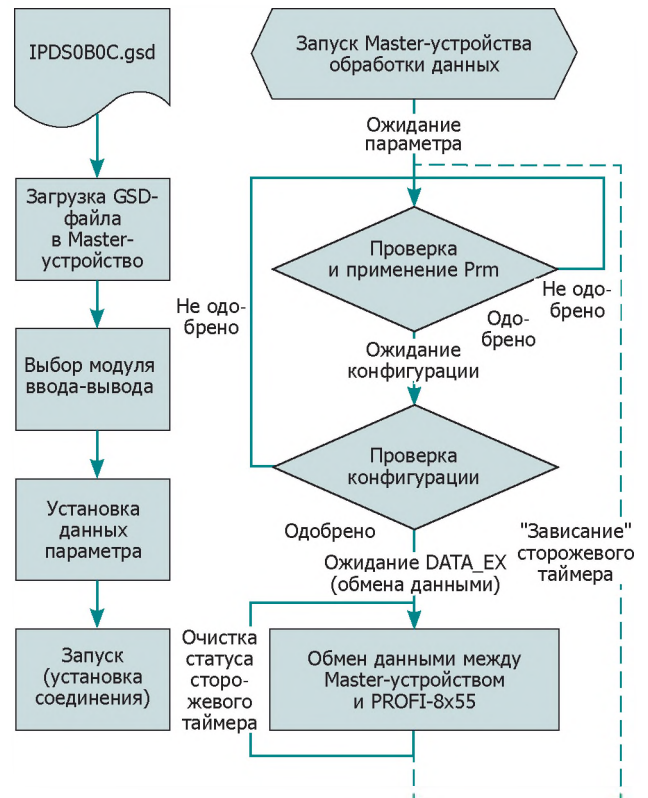 IPDS0B0C.gsd
Загрузка GSD-
файла
в Master-
устройство
Выбор модуля
ввода-вывода
Установка
данных
параметра
Запуск
(установка
соединения)
Запуск Master-устройства
обработки данных
Ожидание
параметра
Проверка
и применение Prm
Не одо-
брено
Одо-
брено
Не одо-
брено
Ожидание
конфигурации
Проверка
конфигурации
Одобрено
Ожидание DATA_EX
(обмена данными)
"Зависание"
сторожевого
таймера
Очистка
статуса
сторо-
жевого
таймера
Обмен данными между
Master-устройством
и PROFI-8x55